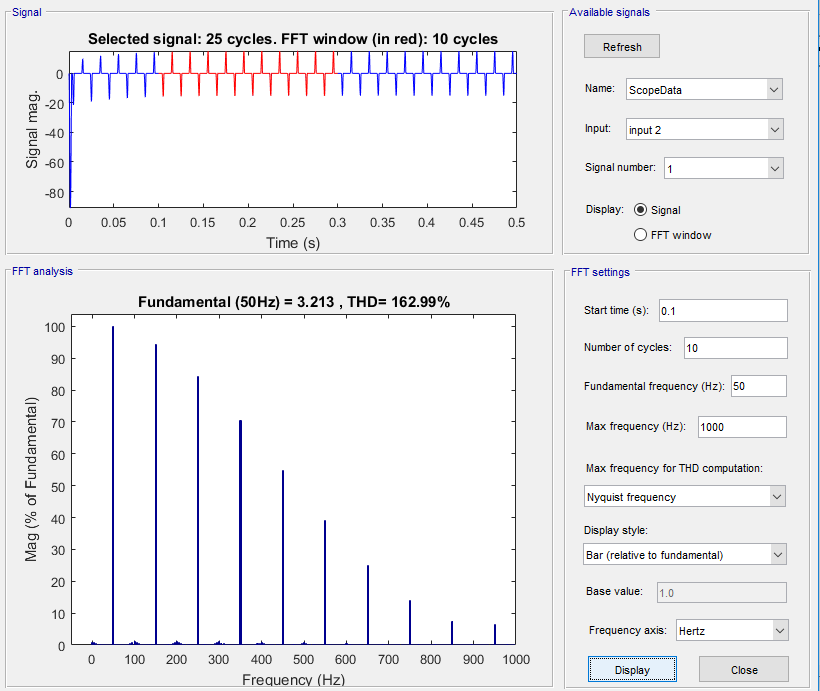 Signal
Selected signal: 25 cycles. FFT window (in red): 10 cycles
Signal mag.
0
-20
-40
-60
-80
0 0.05 0.1 0.15 0.2 0.25 0.3 0.35 0.4 0.45 0.5
Time (s)
Available signals
Refresh
Name: ScopeData
Input: input 2
Signal number: 1
Display: Signal
FFT window
FFT analysis
Fundamental (50Hz) = 3.213 , THD= 162.99%
Mag (% of Fundamental)
100
90
80
70
60
50
40
30
20
10
0
0 100 200 300 400 500 600 700 800 900 1000
Frequency (Hz)
FFT settings
Start time (s): 0.1
Number of cycles: 10
Fundamental frequency (Hz): 50
Max frequency (Hz): 1000
Max frequency for THD computation:
Nyquist frequency
Display style:
Bar (relative to fundamental)
Base value: 1.0
Frequency axis: Hertz
Display Close